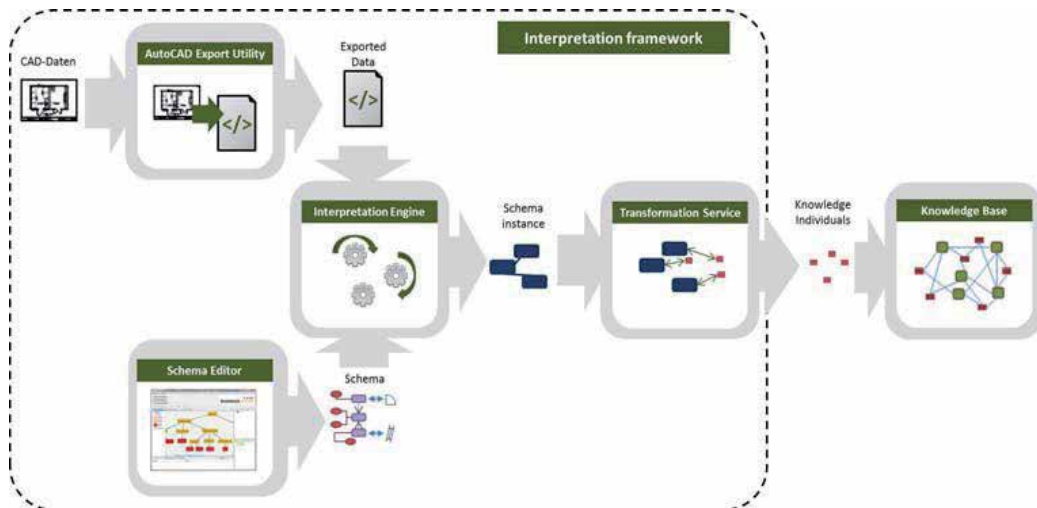 Interpretation framework
CAD-Daten
AutoCAD Export Utility
Exported
Data
</>
</>
Interpretation Engine
Schema
instance
Transformation Service
Knowledge
Individuals
Knowledge Base
Schema Editor
Schema